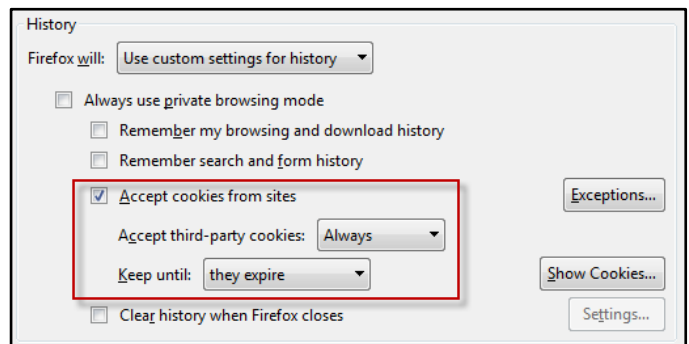 History
Firefox will: Use custom settings for history
Always use private browsing mode
Remember my browsing and download history
Remember search and form history
Accept cookies from sites Exceptions...
Accept third-party cookies: Always
Keep until: they expire Show Cookies...
Clear history when Firefox closes Settings...